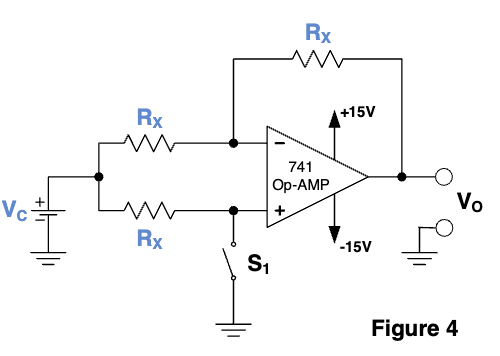 Rx
+15V
Rx
−
741
Op-AMP
Vc
+
−
Vo
Rx
+
-15V
S1
Figure 4